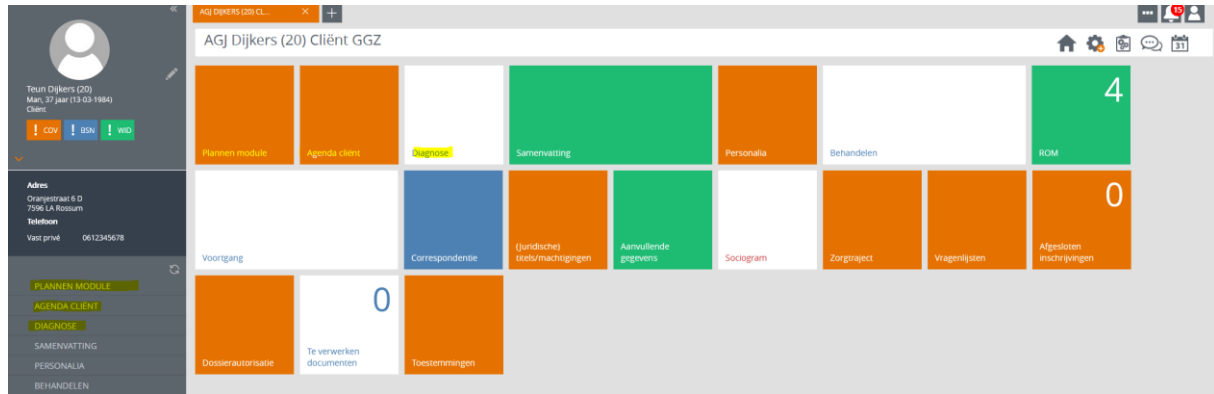 «
AGJ DIJKERS (20) CL...
×
+
15
AGJ Dijkers (20) Cliënt GGZ
31
Teun Dijkers (20)
Man, 37 jaar (13-03-1984)
Cliënt
! COV
! BSN
! WID
Adres
Oranjestraat 6 D
7596 LA Rossum
Telefoon
Vast privé 0612345678
PLANNEN MODULE
AGENDA CLIËNT
DIAGNOSE
SAMENVATTING
PERSONALIA
BEHANDELEN
Plannen module
Agenda cliënt
Diagnose
Samenvatting
Personalia
Behandelen
4
ROM
Voortgang
Correspondentie
(Juridische)
titels/machtigingen
Aanvullende
gegevens
Sociogram
Zorgtraject
Vragenlijsten
0
Afgesloten
inschrijvingen
Dossierautorisatie
0
Te verwerken
documenten
Toestemmingen